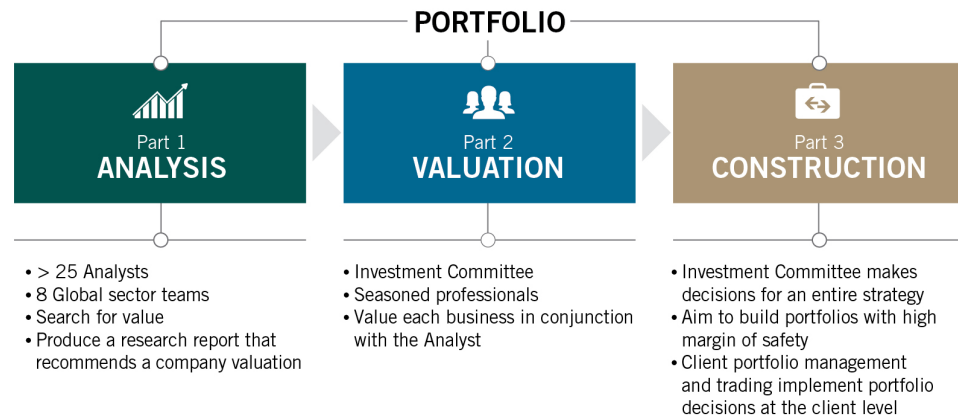 PORTFOLIO
Part 1
ANALYSIS
• > 25 Analysts
• 8 Global sector teams
• Search for value
• Produce a research report that
recommends a company valuation
Part 2
VALUATION
• Investment Committee
• Seasoned professionals
• Value each business in conjunction
with the Analyst
Part 3
CONSTRUCTION
• Investment Committee makes
decisions for an entire strategy
• Aim to build portfolios with high
margin of safety
• Client portfolio management
and trading implement portfolio
decisions at the client level